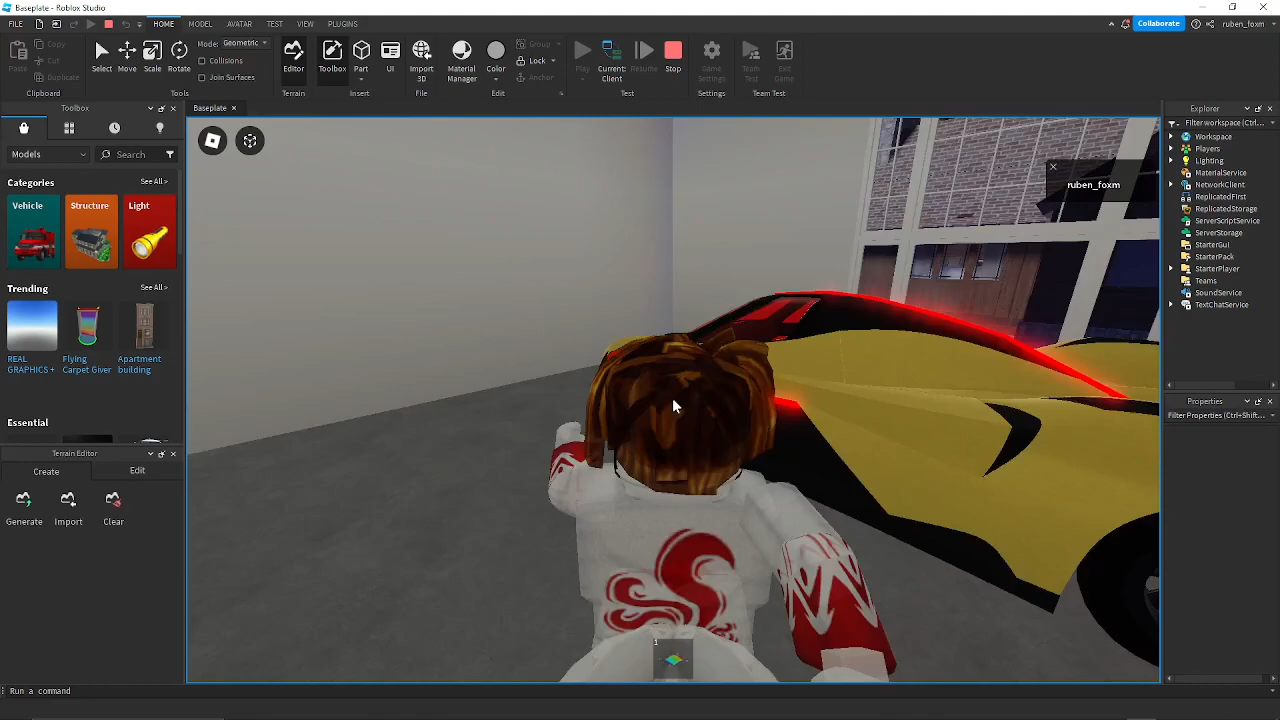 Baseplate - Roblox Studio
FILE HOME MODEL AVATAR TEST VIEW PLUGINS Collaborate ruben_foxm
Paste Copy Cut Duplicate
Clipboard
Select Move Scale Rotate
Mode: Geometric
Collisions
Join Surfaces
Tools
Editor
Terrain
Toolbox Part UI
Insert
Import 3D
File
Material Manager Color
Group
Lock
Anchor
Edit
Play Current: Client Resume Stop
Test
Game Settings
Settings
Team Test Exit Game
Team Test
Toolbox
Models Search
Categories See All >
Vehicle Structure Light
Trending See All >
REAL GRAPHICS + Flying Carpet Giver Apartment building
Essential
Terrain Editor
Create Edit
Generate Import Clear
Run a command
Baseplate
ruben_foxm
1
Explorer
Filter workspace (Ctrl...
Workspace
Players
Lighting
MaterialService
NetworkClient
ReplicatedFirst
ReplicatedStorage
ServerScriptService
ServerStorage
StarterGui
StarterPack
StarterPlayer
Teams
SoundService
TextChatService
Properties
Filter Properties (Ctrl+Shift...